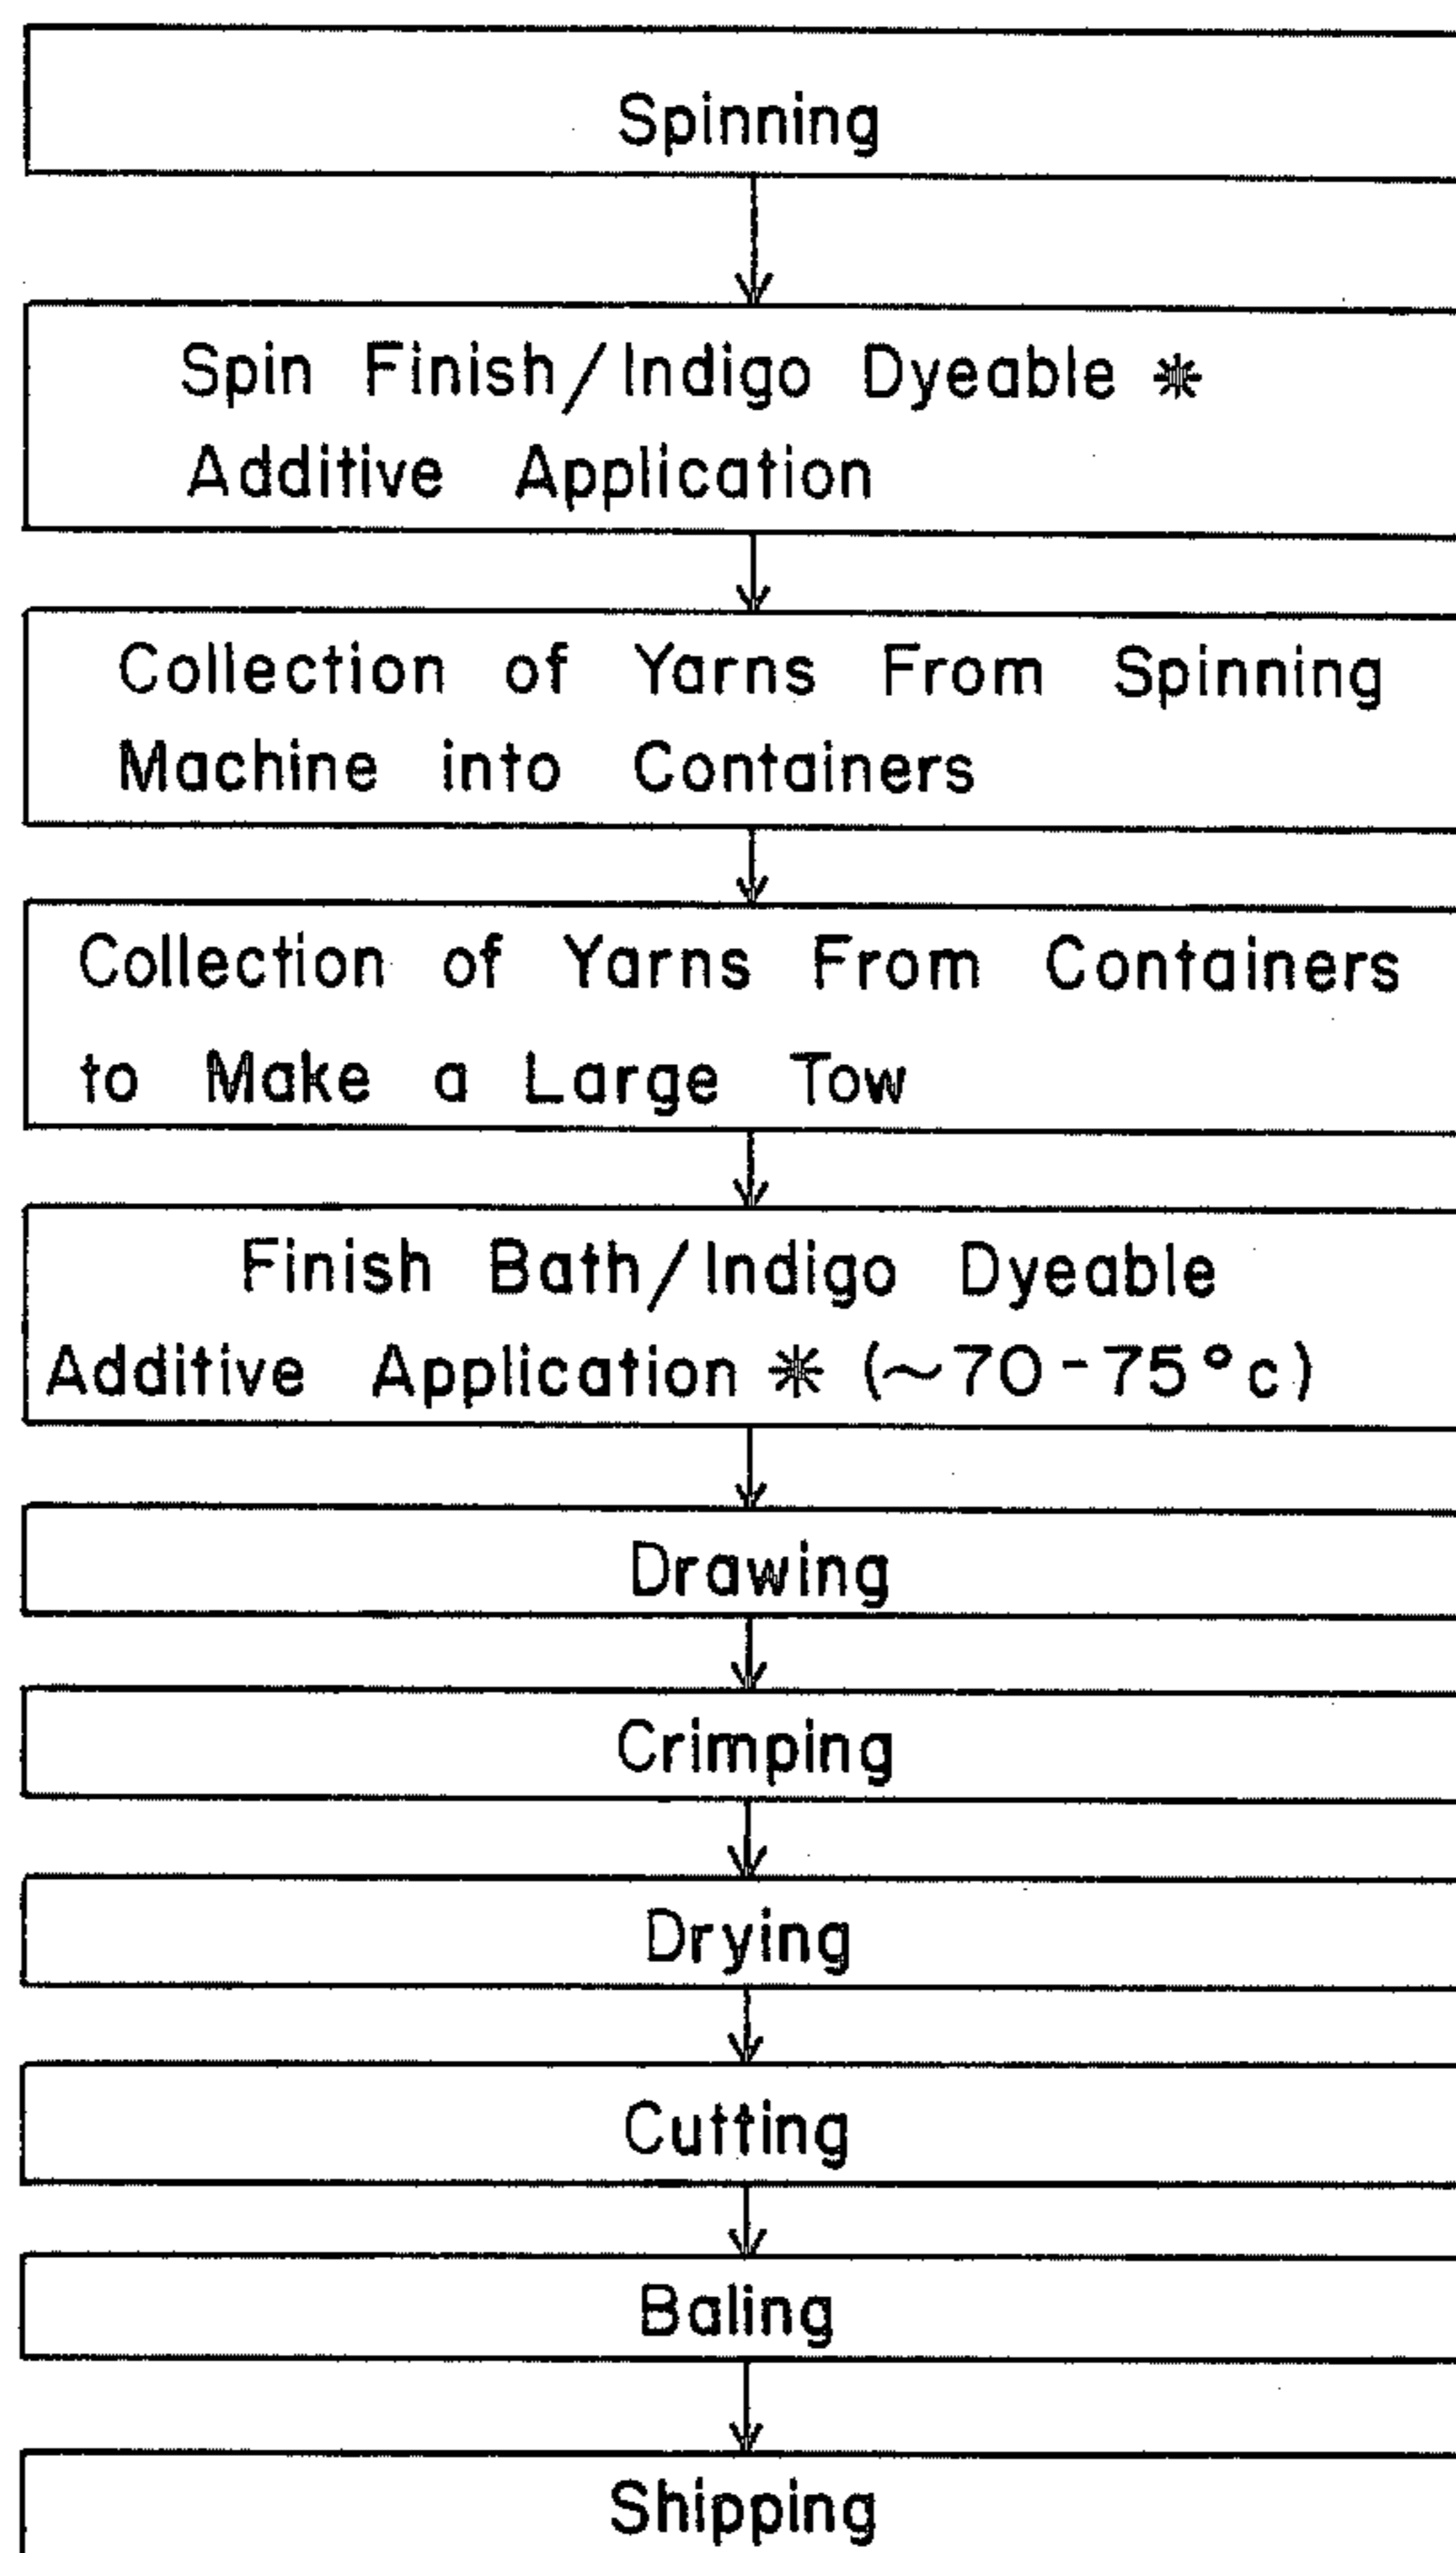 Spinning
Spin Finish/Indigo Dyeable *
Additive Application
Collection of Yarns From Spinning
Machine into Containers
Collection of Yarns From Containers
to Make a Large Tow
Finish Bath/Indigo Dyeable
Additive Application * (~70-75°c)
Drawing
Crimping
Drying
Cutting
Baling
Shipping